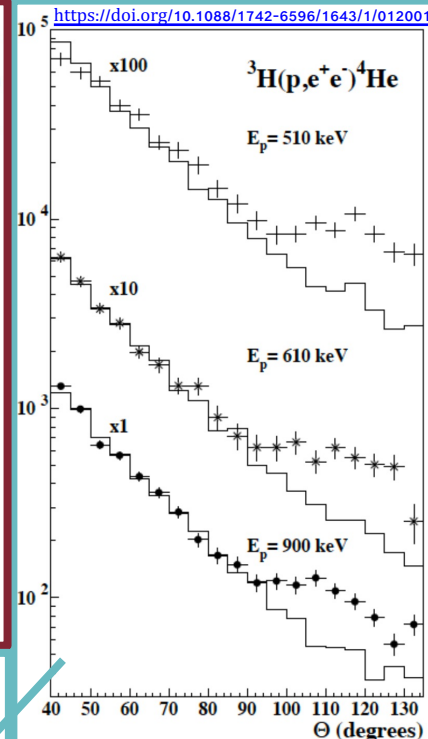 https://doi.org/10.1088/1742-6596/1643/1/012001
10^5
x100
³H(p,e⁺e⁻)⁴He
Eₚ= 510 keV
10^4
x10
Eₚ= 610 keV
10^3
x1
Eₚ= 900 keV
10^2
40 50 60 70 80 90 100 110 120 130
Θ (degrees)